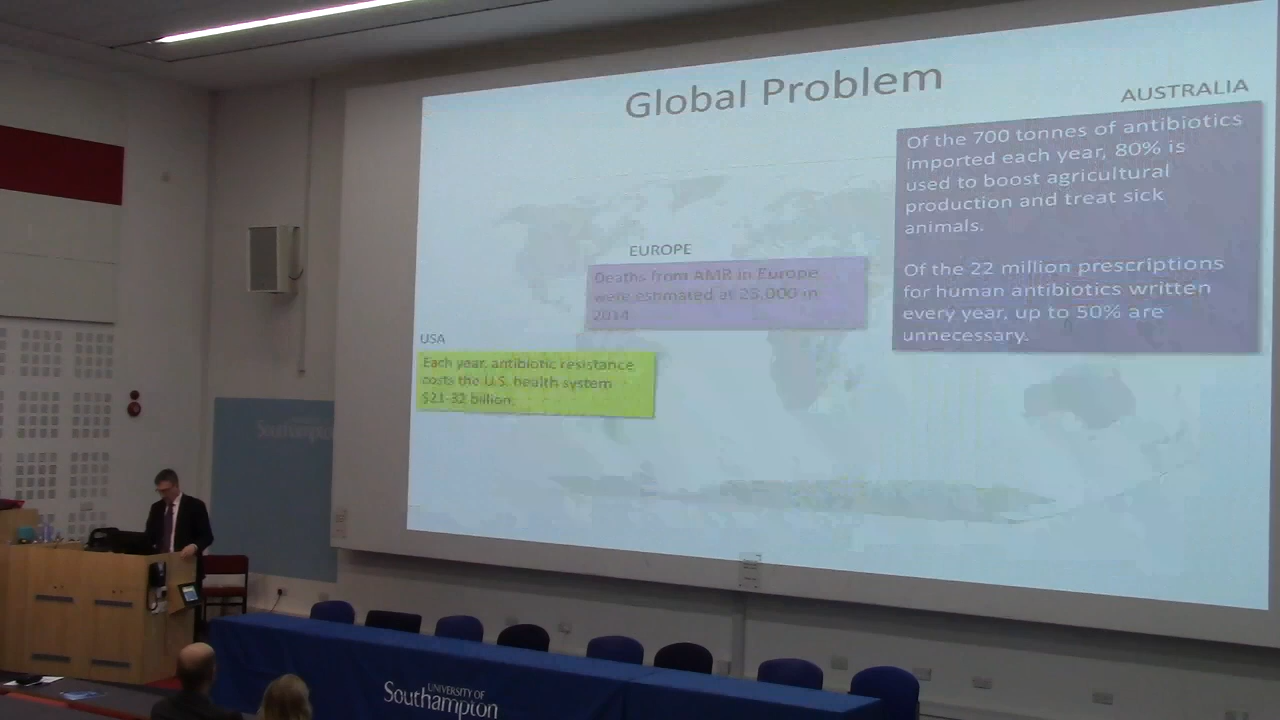 Global Problem
AUSTRALIA
Of the 700 tonnes of antibiotics
imported each year, 80% is
used to boost agricultural
production and treat sick
animals.
Of the 22 million prescriptions
for human antibiotics written
every year, up to 50% are
unnecessary.
EUROPE
Deaths from AMR in Europe
were estimated at 25,000 in
2014
USA
Each year, antibiotic resistance
costs the U.S. health system
$21-32 billion.
Southampton
UNIVERSITY OF
Southampton